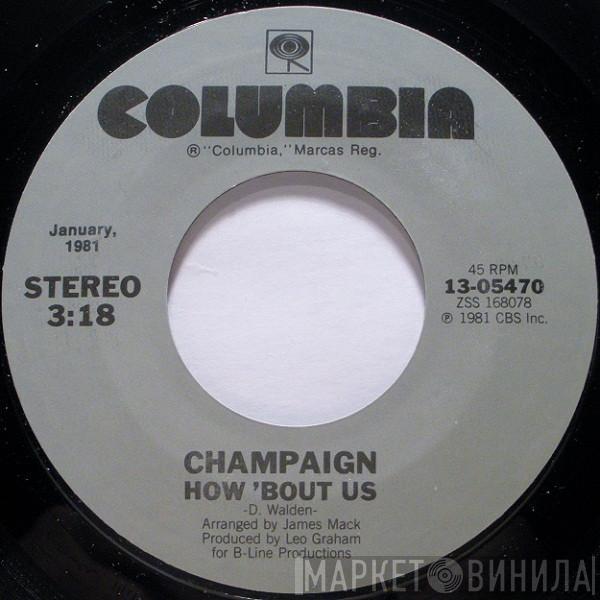 COLUMBIA
® "Columbia," Marcas Reg.
January,
1981
STEREO
3:18
45 RPM
13-05470
ZSS 168078
℗ 1981 CBS Inc.
CHAMPAIGN
HOW 'BOUT US
-D. Walden-
Arranged by James Mack
Produced by Leo Graham
for B-Line Productions
МАРКЕТ ВИНИЛА